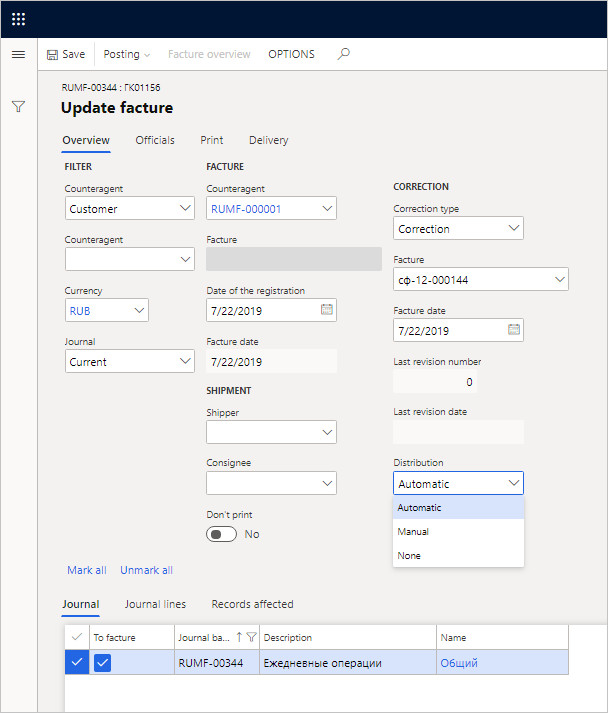 Save Posting Facture overview OPTIONS
RUMF-00344 : ГК01156
Update facture
Overview Officials Print Delivery
FILTER
Counteragent
Customer
Counteragent
Currency
RUB
Journal
Current
FACTURE
Counteragent
RUMF-000001
Facture
Date of the registration
7/22/2019
Facture date
7/22/2019
SHIPMENT
Shipper
Consignee
Don't print
No
CORRECTION
Correction type
Correction
Facture
сф-12-000144
Facture date
7/22/2019
Last revision number
0
Last revision date
Distribution
Automatic
Automatic
Manual
None
Mark all Unmark all
Journal Journal lines Records affected
To facture Journal ba... Description Name
RUMF-00344 Ежедневные операции Общий